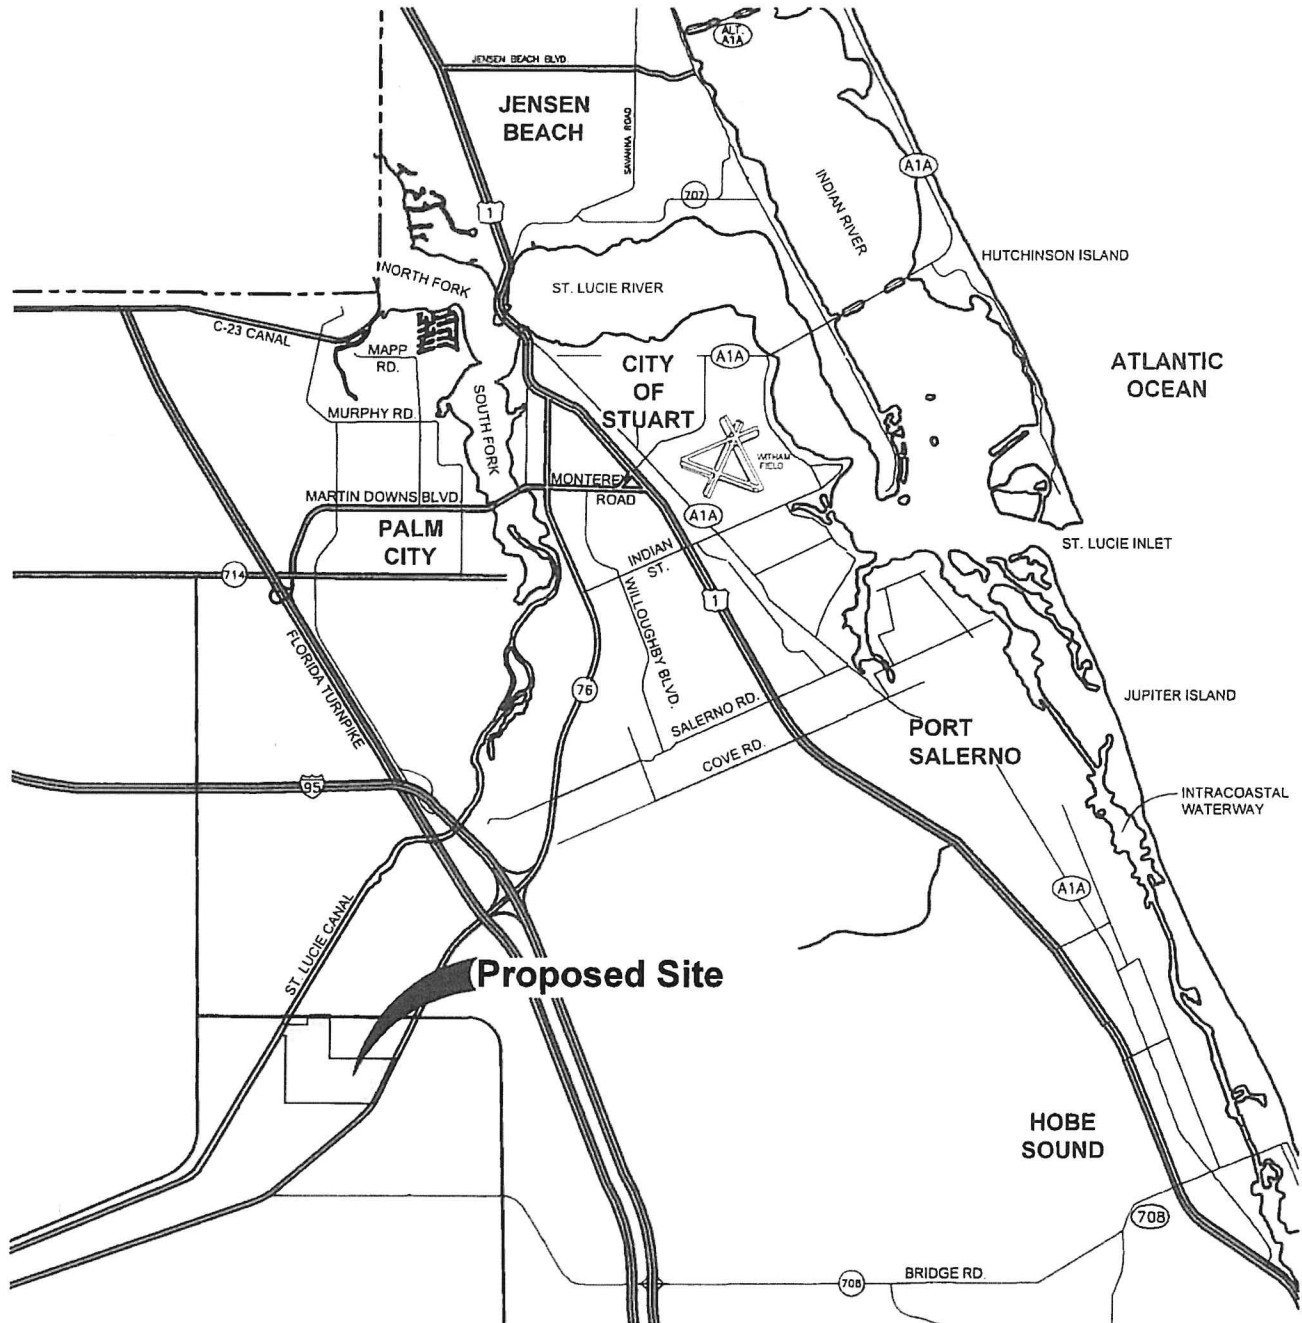 ALT.
A1A
JENSEN BEACH BLVD.
JENSEN
BEACH
SAVANNA ROAD
A1A
707
1
INDIAN RIVER
HUTCHINSON ISLAND
NORTH FORK
ST. LUCIE RIVER
C-23 CANAL
MAPP
RD.
CITY
OF
STUART
A1A
ATLANTIC
OCEAN
MURPHY RD.
SOUTH FORK
WITHAM
FIELD
MONTEREY
ROAD
MARTIN DOWNS BLVD.
PALM
CITY
A1A
INDIAN
ST.
ST. LUCIE INLET
714
1
WILLOUGHBY BLVD.
FLORIDA TURNPIKE
76
SALERNO RD.
JUPITER ISLAND
PORT
SALERNO
COVE RD.
95
INTRACOASTAL
WATERWAY
A1A
ST. LUCIE CANAL
Proposed Site
HOBE
SOUND
708
BRIDGE RD.
708